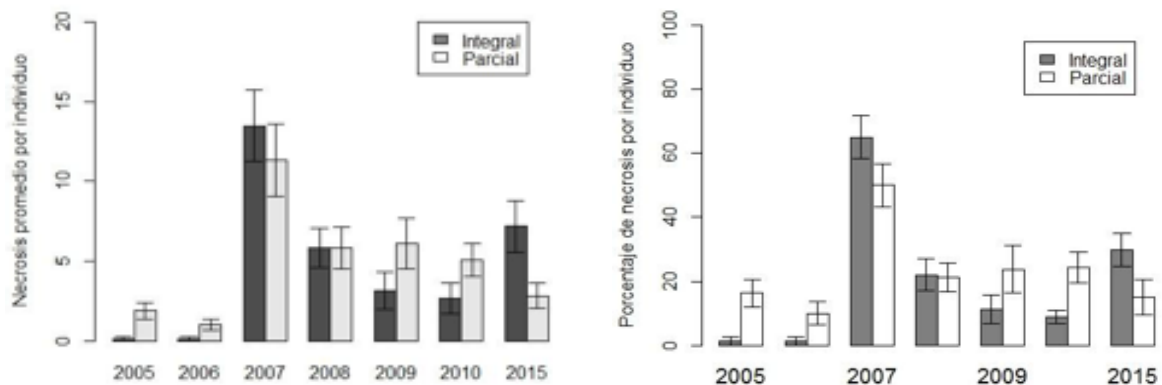 Necrosis promedio por individuo
20
15
10
5
0
Integral
Parcial
2005 2006 2007 2008 2009 2010 2015
Porcentaje de necrosis por individuo
100
80
60
40
20
0
Integral
Parcial
2005 2007 2009 2015